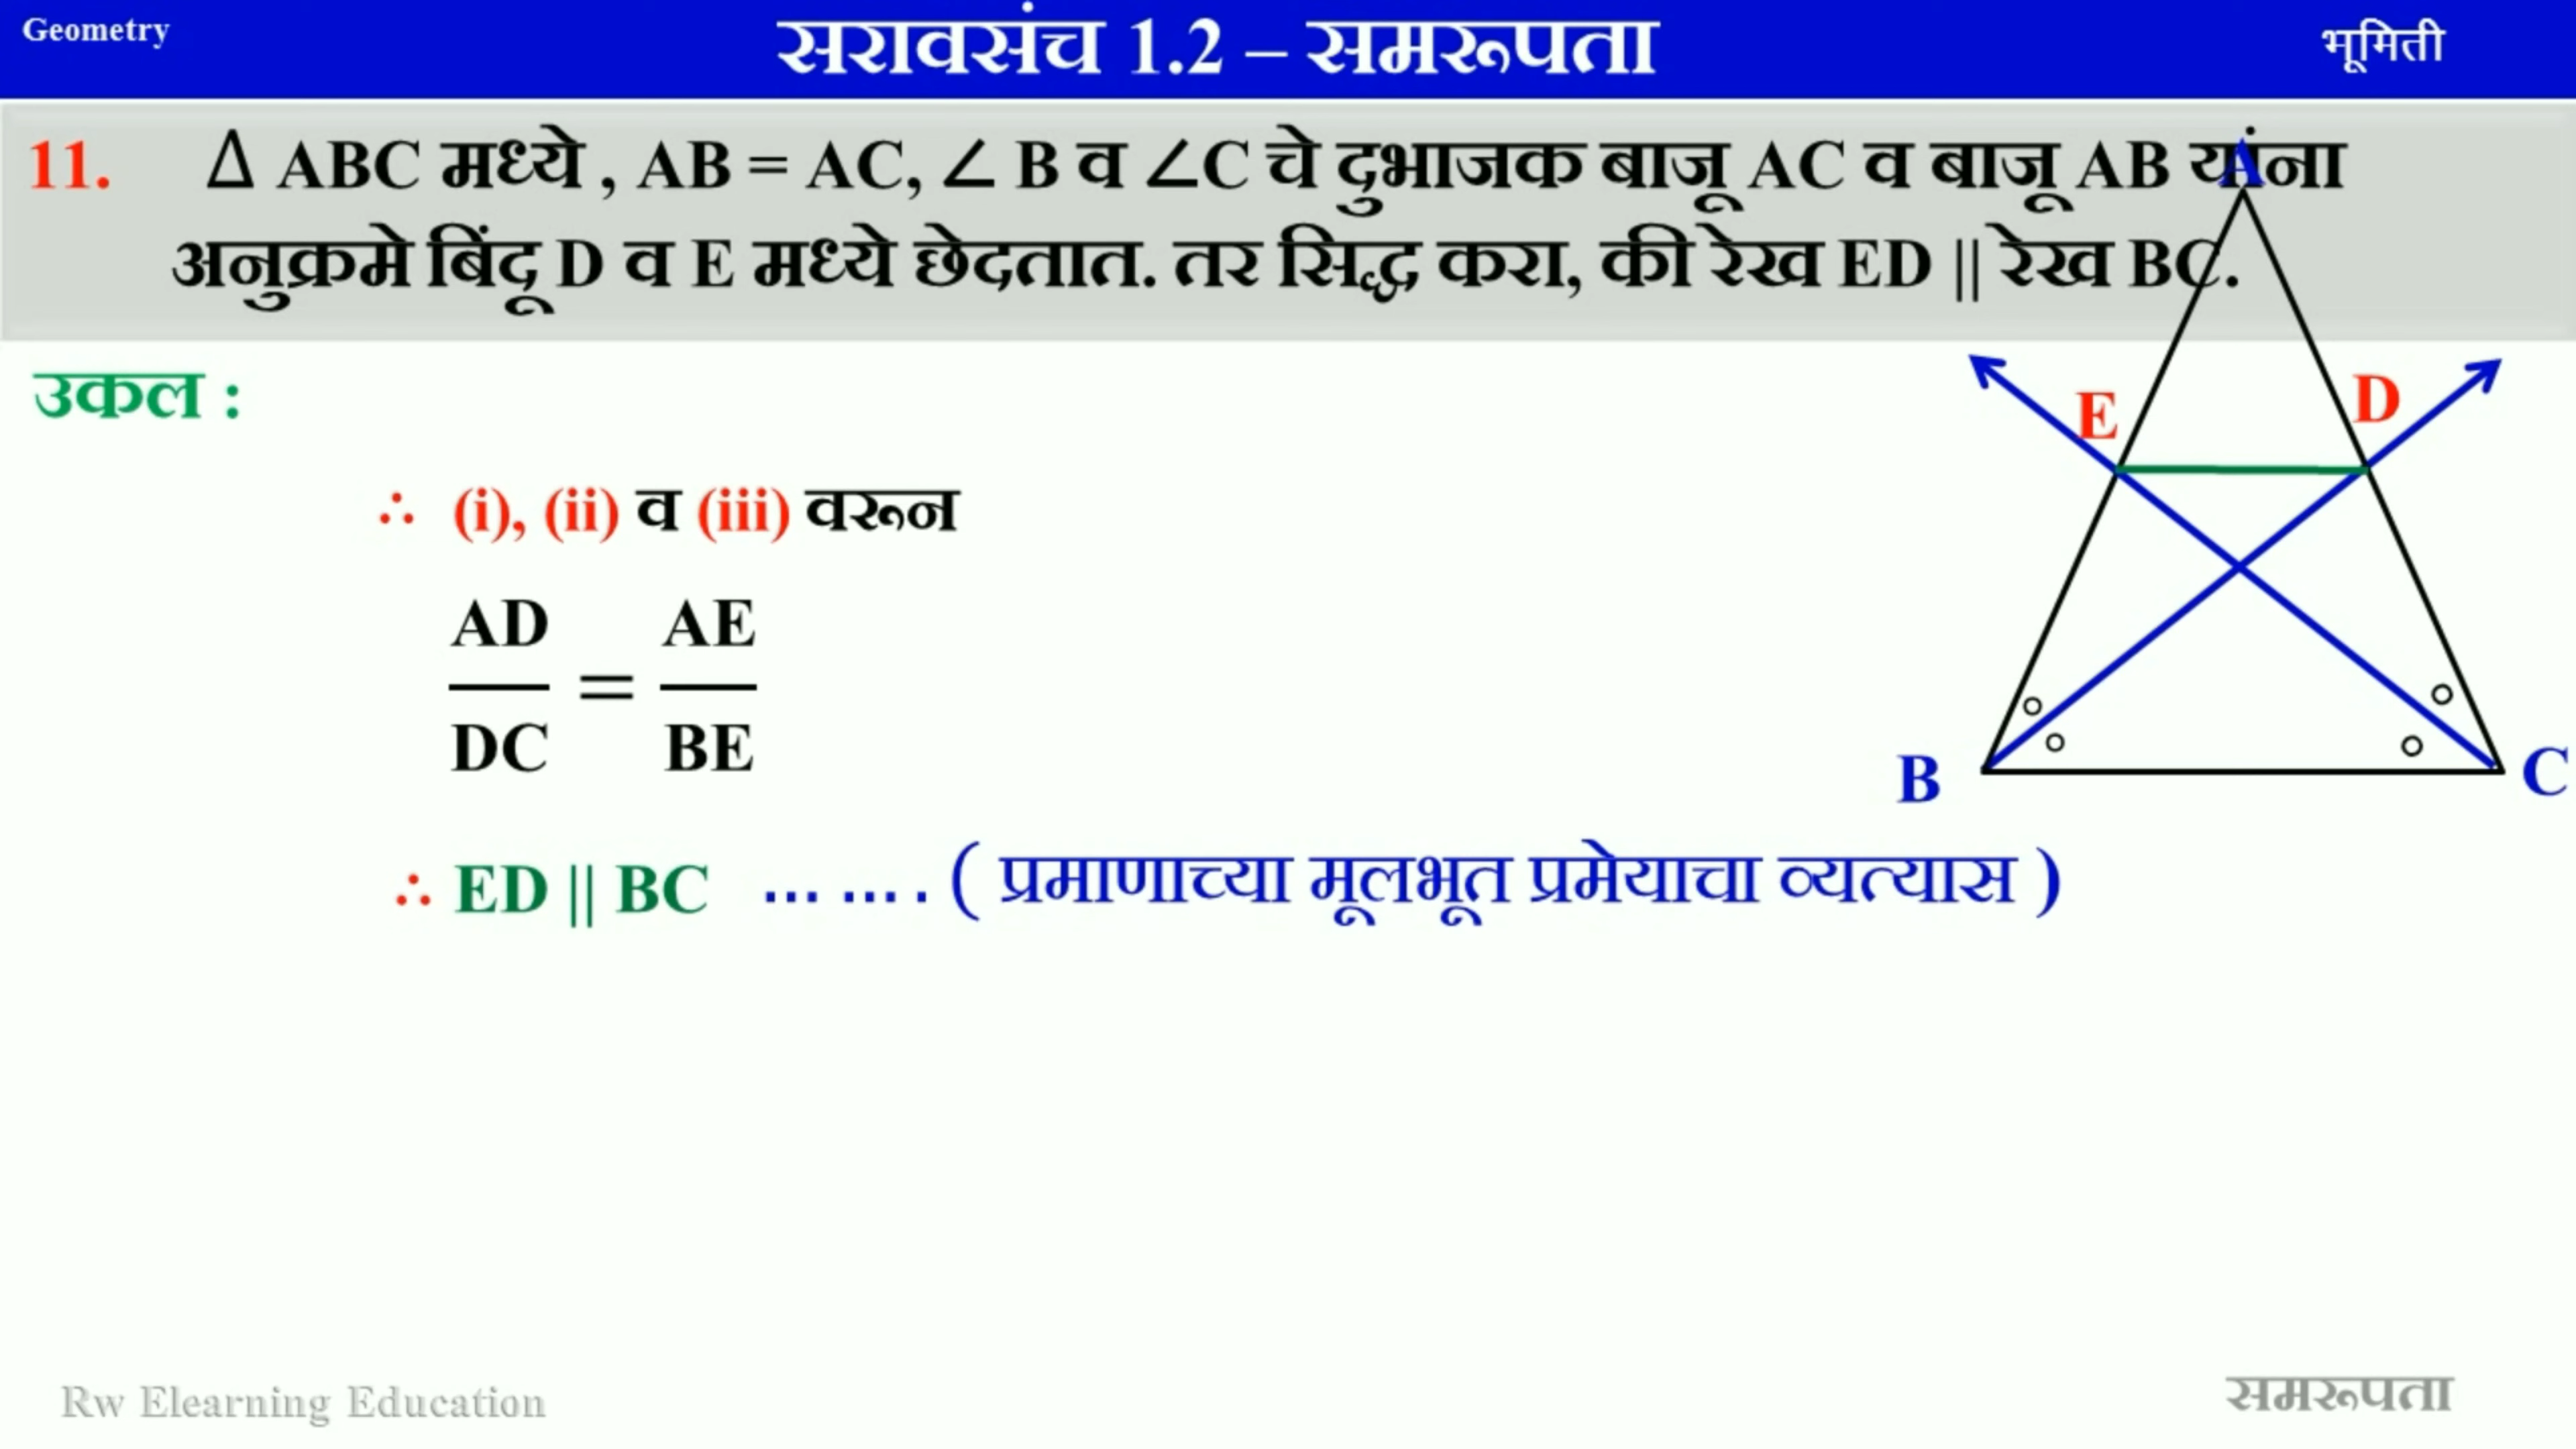 Geometry
सरावसंच 1.2 – समरूपता
भूमिती
11. Δ ABC मध्ये , AB = AC, ∠ B व ∠C चे दुभाजक बाजू AC व बाजू AB यांना
अनुक्रमे बिंदू D व E मध्ये छेदतात. तर सिद्ध करा, की रेख ED || रेख BC.
A
उकल :
E
D
∴ (i), (ii) व (iii) वरून
AD AE
=
DC BE
B
C
∴ ED || BC ... ... . ( प्रमाणाच्या मूलभूत प्रमेयाचा व्यत्यास )
Rw Elearning Education
समरूपता